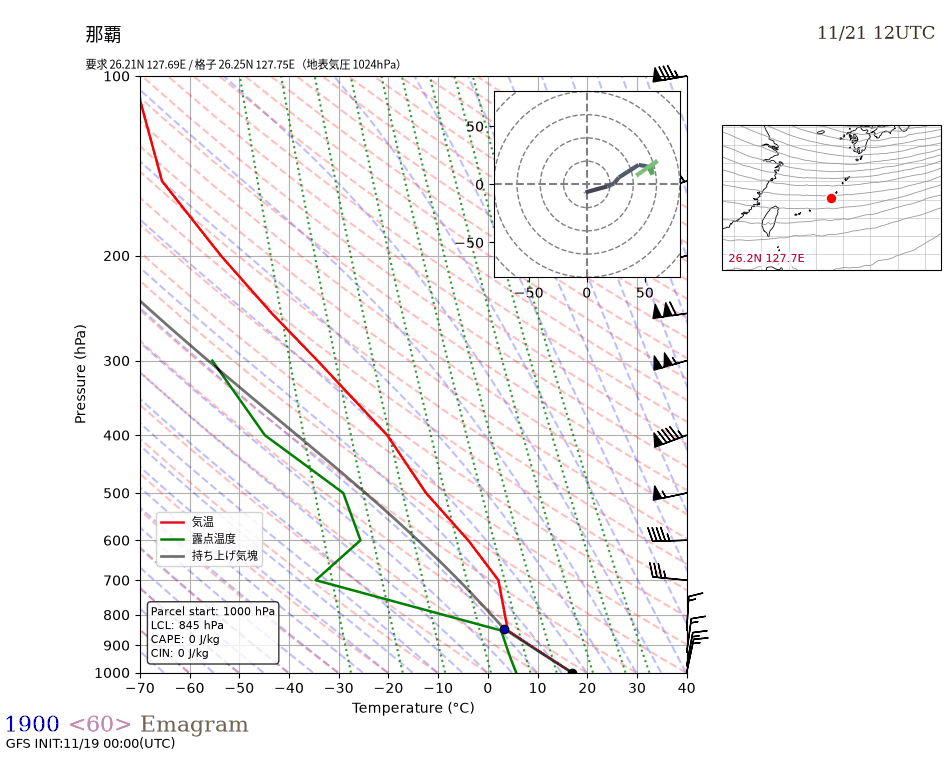 那覇
11/21 12UTC
要求 26.21N 127.69E / 格子 26.25N 127.75E（地表気圧 1024hPa）
100
200
300
400
500
600
700
800
900
1000
Pressure (hPa)
50
0
−50
−50 0 50
26.2N 127.7E
気温
露点温度
持ち上げ気塊
Parcel start: 1000 hPa
LCL: 845 hPa
CAPE: 0 J/kg
CIN: 0 J/kg
−70 −60 −50 −40 −30 −20 −10 0 10 20 30 40
Temperature (°C)
1900 <60> Emagram
GFS INIT:11/19 00:00(UTC)